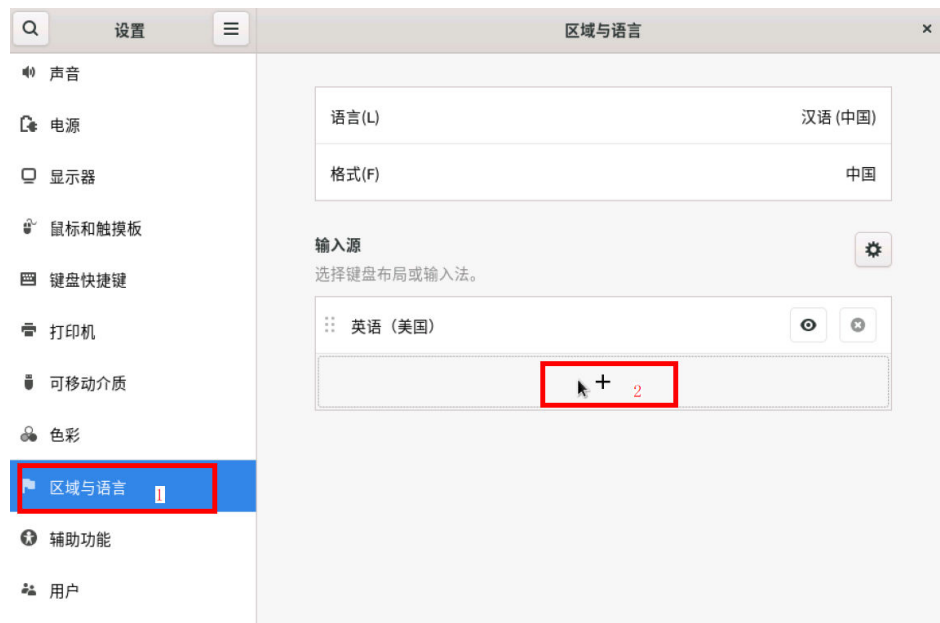 设置
区域与语言
声音
电源
显示器
鼠标和触摸板
键盘快捷键
打印机
可移动介质
色彩
区域与语言 1
辅助功能
用户
语言(L) 汉语 (中国)
格式(F) 中国
输入源
选择键盘布局或输入法。
英语（美国）
+ 2